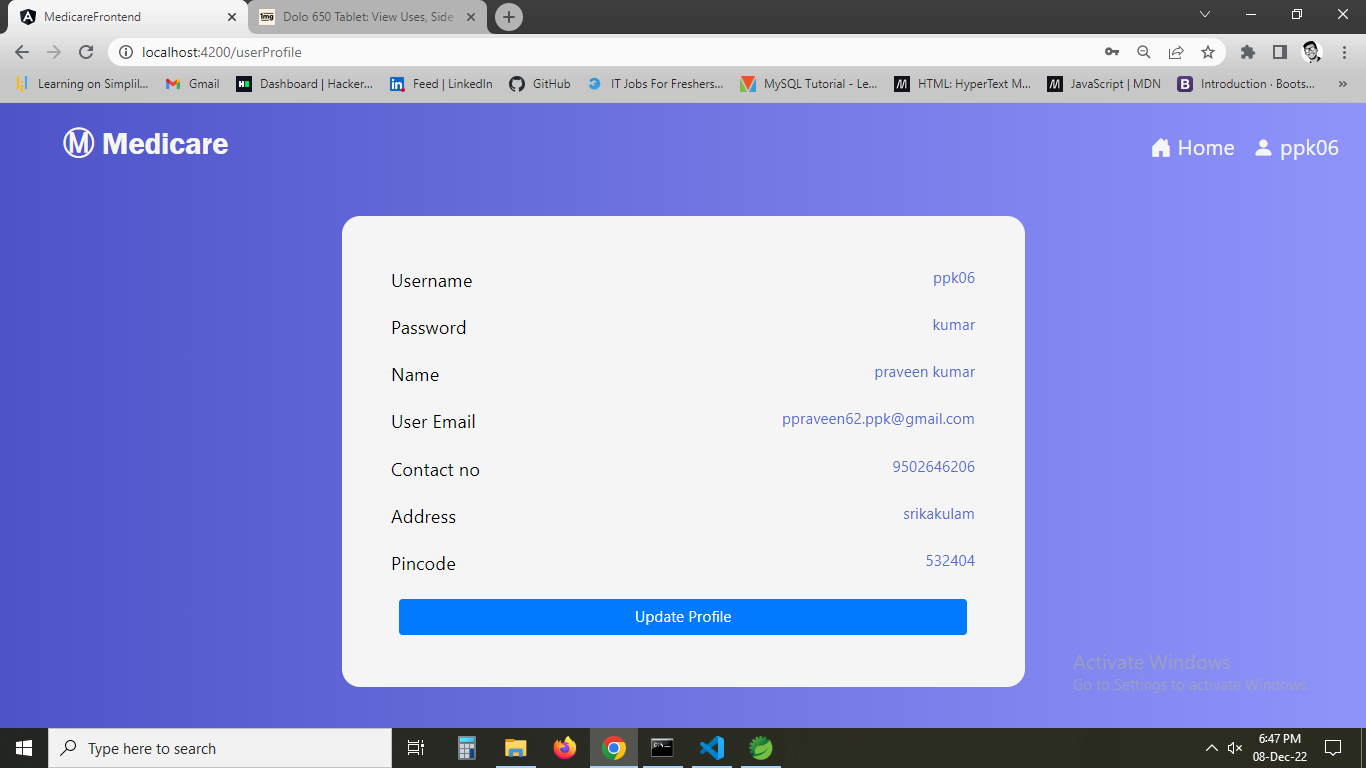 MedicareFrontend
1mg Dolo 650 Tablet: View Uses, Side
localhost:4200/userProfile
Learning on Simplil... Gmail Dashboard | Hacker... Feed | LinkedIn GitHub IT Jobs For Freshers... MySQL Tutorial - Le... HTML: HyperText M... JavaScript | MDN Introduction · Boots...
M Medicare
Home ppk06
Username ppk06
Password kumar
Name praveen kumar
User Email ppraveen62.ppk@gmail.com
Contact no 9502646206
Address srikakulam
Pincode 532404
Update Profile
Activate Windows
Go to Settings to activate Windows.
Type here to search
6:47 PM
08-Dec-22